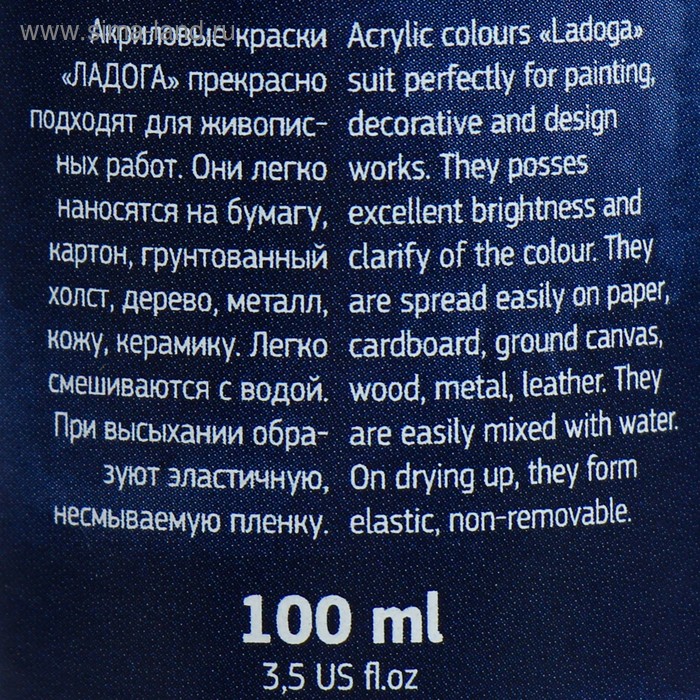 www.sima-land.ru
Акриловые краски
«ЛАДОГА» прекрасно
подходят для живопис-
ных работ. Они легко
наносятся на бумагу,
картон, грунтованный
холст, дерево, металл,
кожу, керамику. Легко
смешиваются с водой.
При высыхании обра-
зуют эластичную,
несмываемую пленку.
Acrylic colours «Ladoga»
suit perfectly for painting,
decorative and design
works. They posses
excellent brightness and
clarify of the colour. They
are spread easily on paper,
cardboard, ground canvas,
wood, metal, leather. They
are easily mixed with water.
On drying up, they form
elastic, non-removable.
100 ml
3,5 US fl.oz